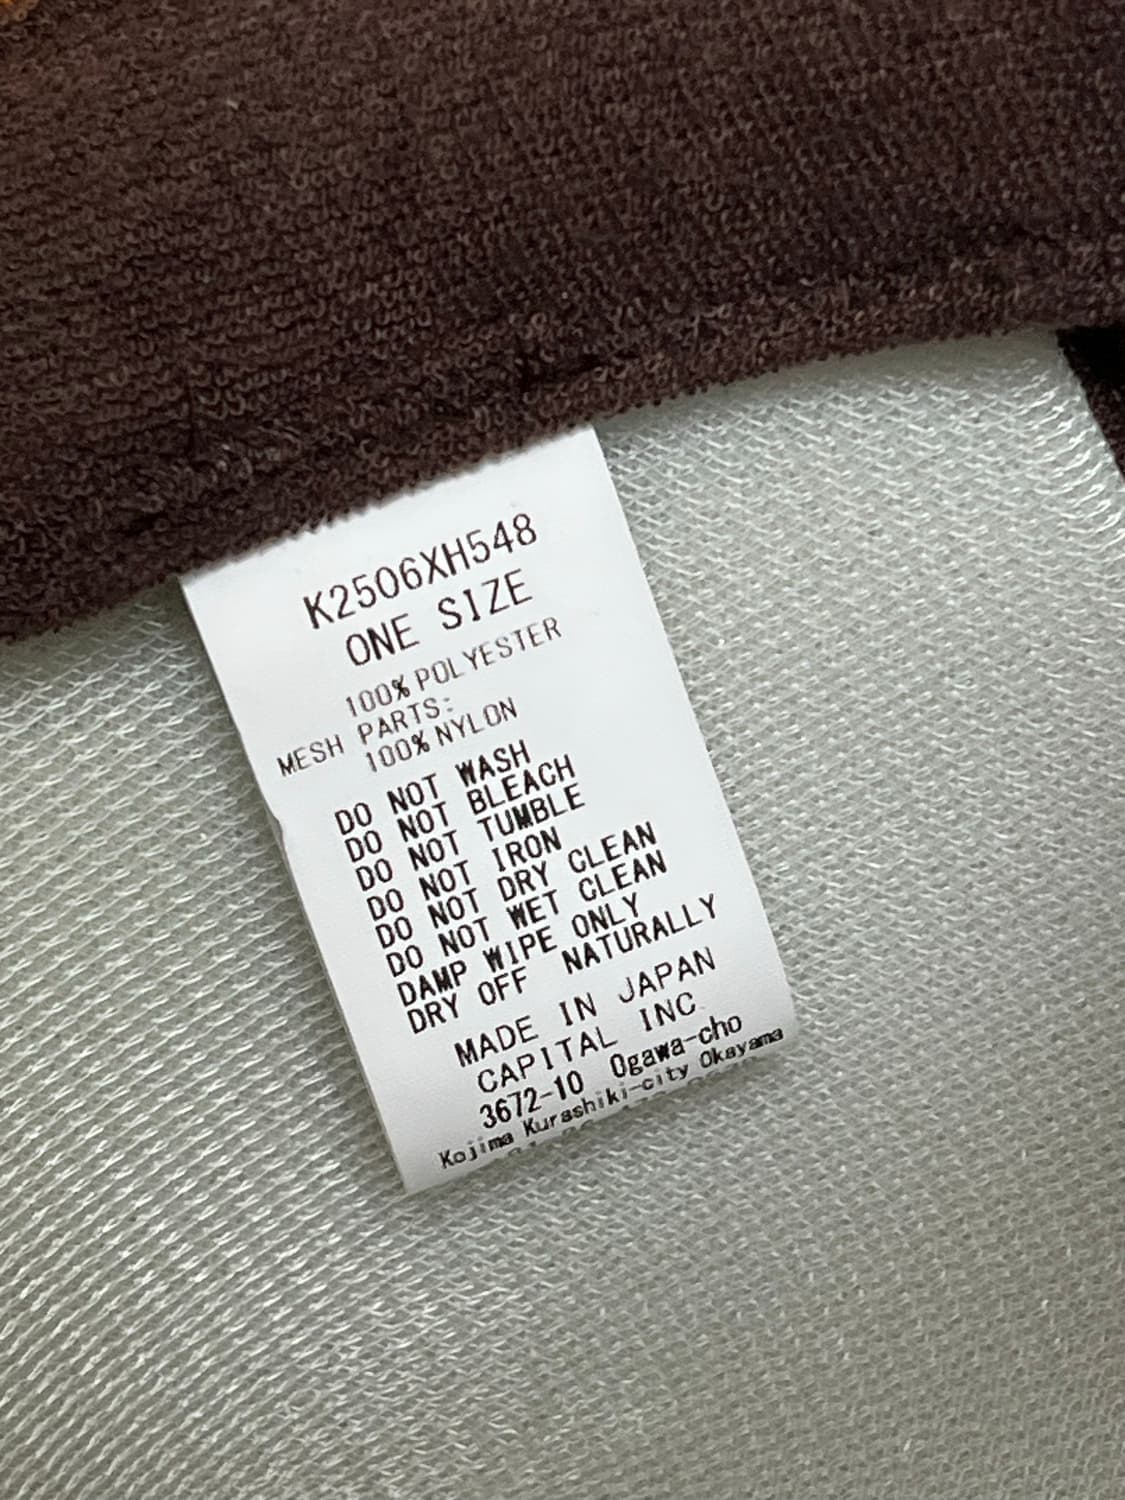 K2506XH548
ONE SIZE
100% POLYESTER
MESH PARTS:
100% NYLON
DO NOT WASH
DO NOT BLEACH
DO NOT TUMBLE
DO NOT IRON
DO NOT DRY CLEAN
DO NOT WET CLEAN
DAMP WIPE ONLY
DRY OFF NATURALLY
MADE IN JAPAN
CAPITAL INC.
3672-10 Ogawa-cho
Kojima Kurashiki-city Okayama